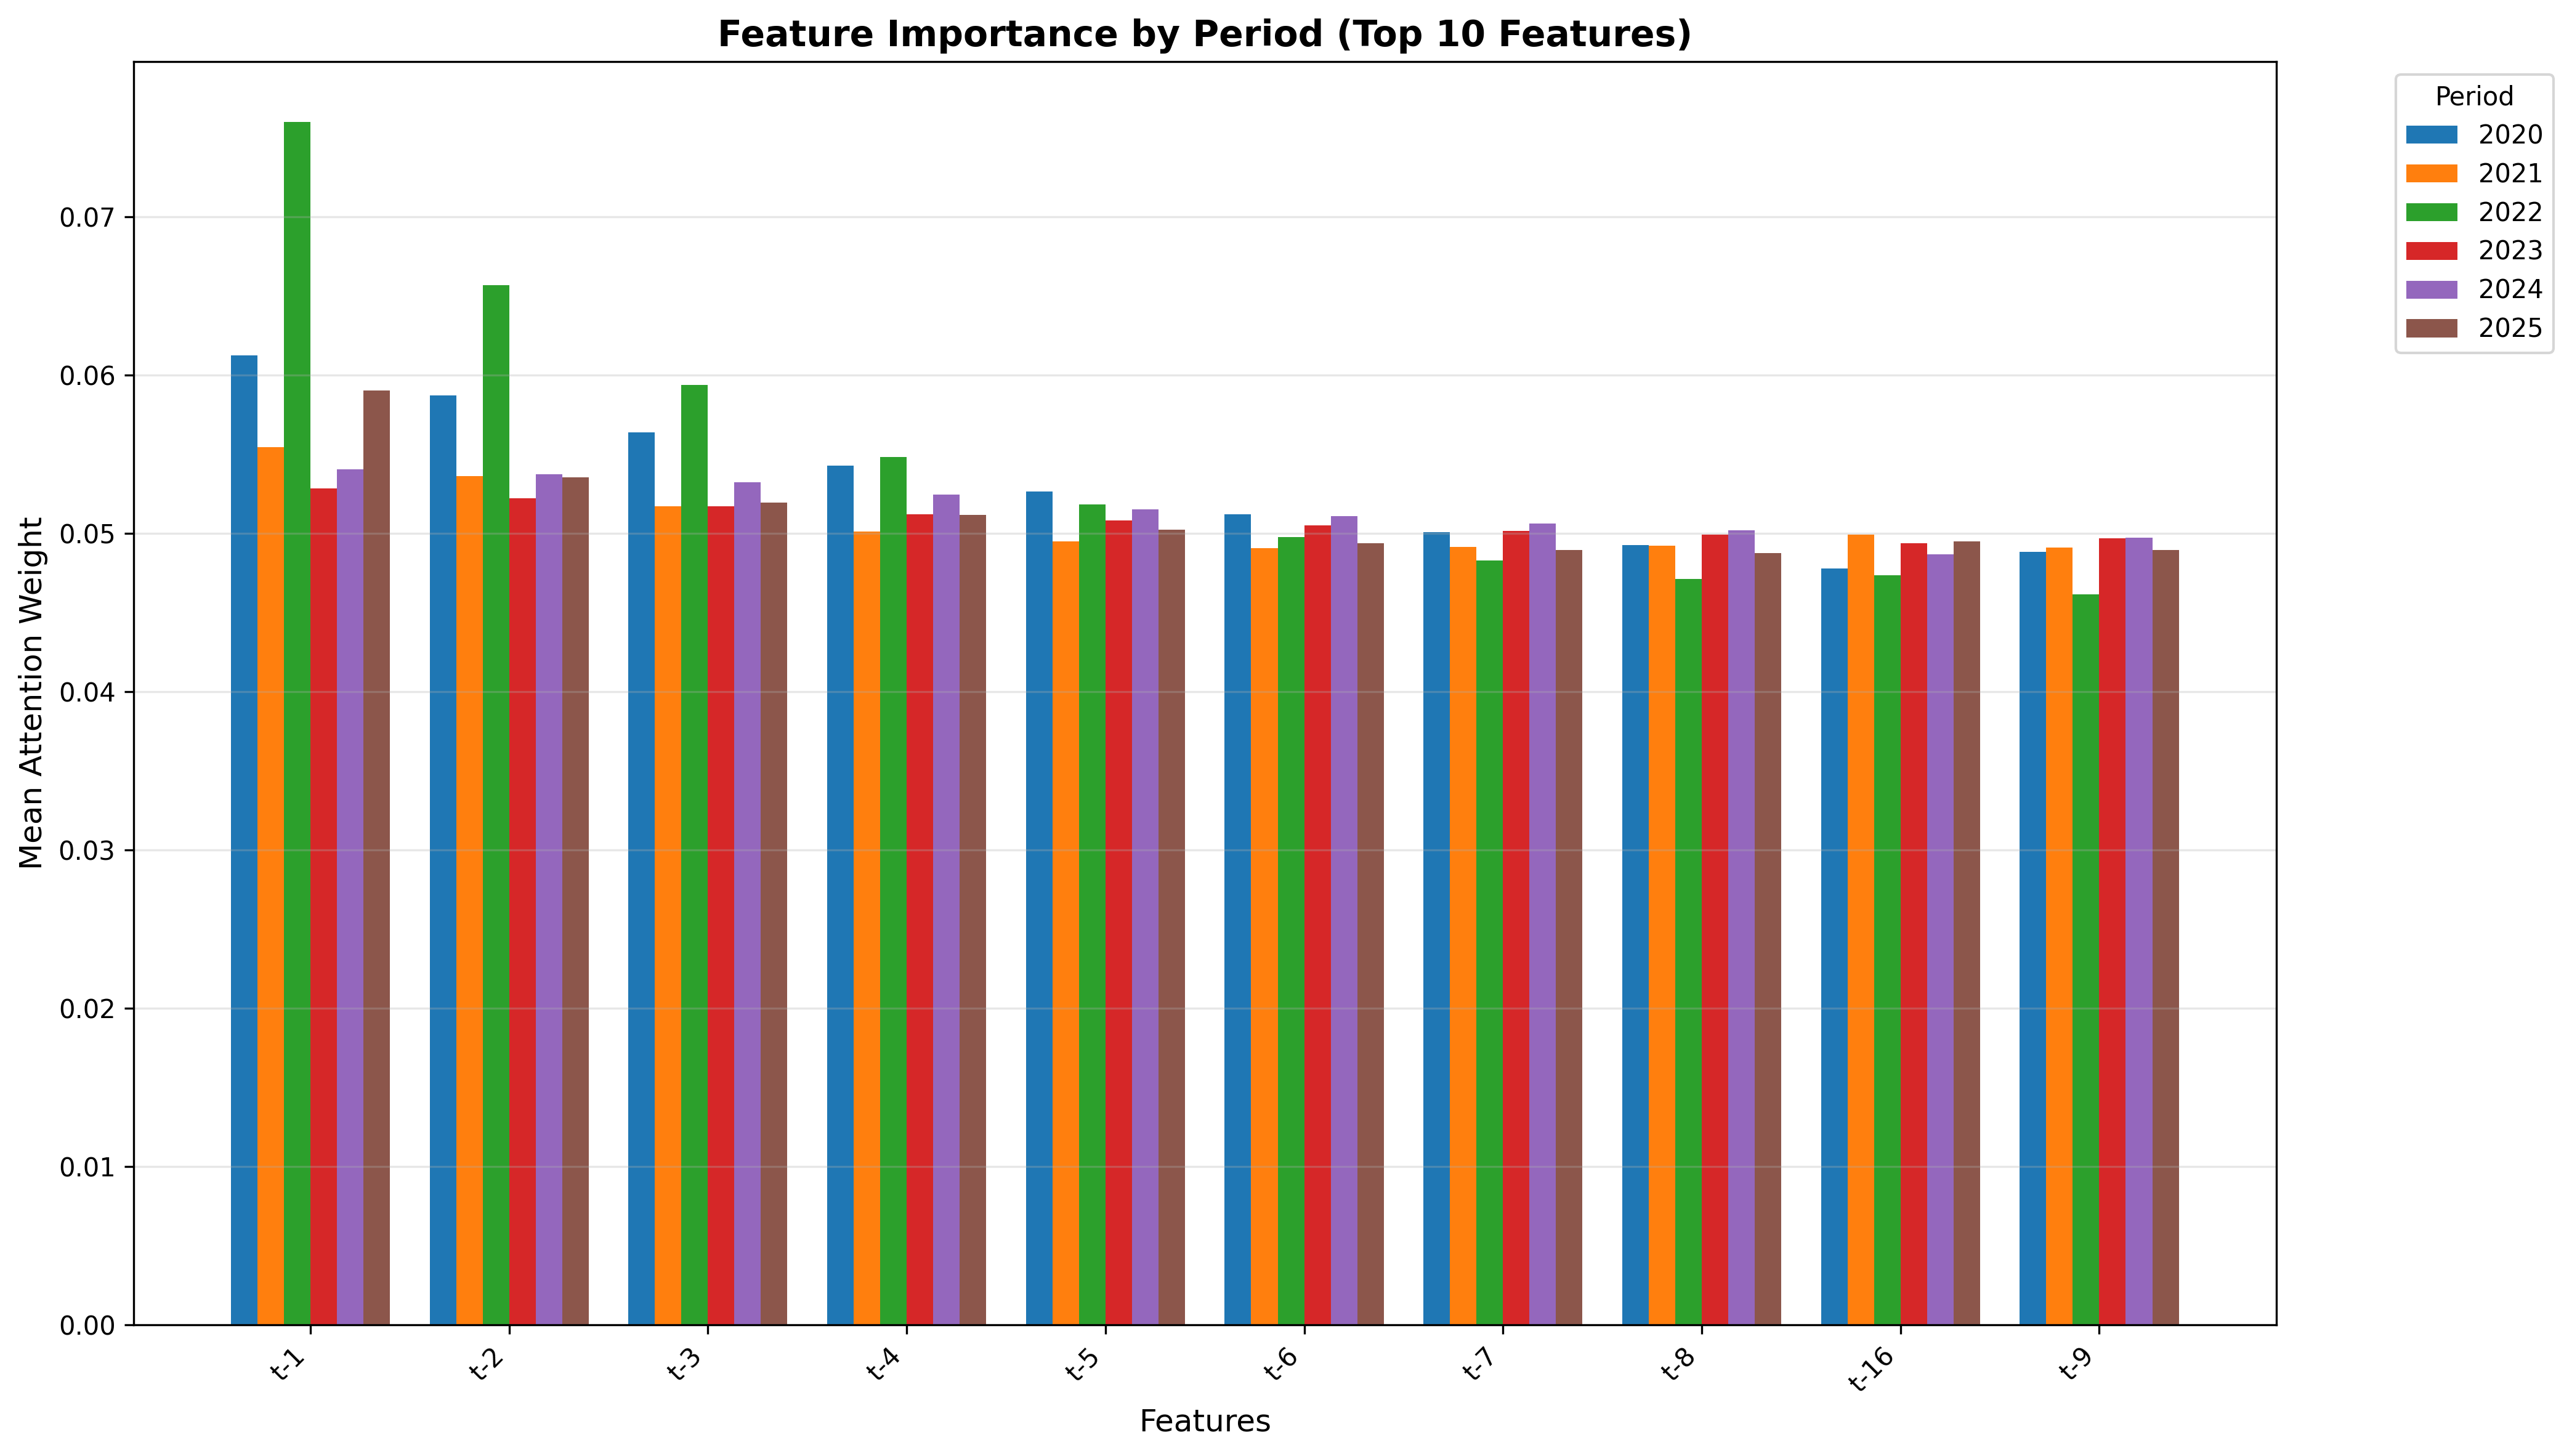 Feature Importance by Period (Top 10 Features)
Period
2020
2021
2022
2023
2024
2025
Mean Attention Weight
0.07
0.06
0.05
0.04
0.03
0.02
0.01
0.00
t-1
t-2
t-3
t-4
t-5
t-6
t-7
t-8
t-16
t-9
Features